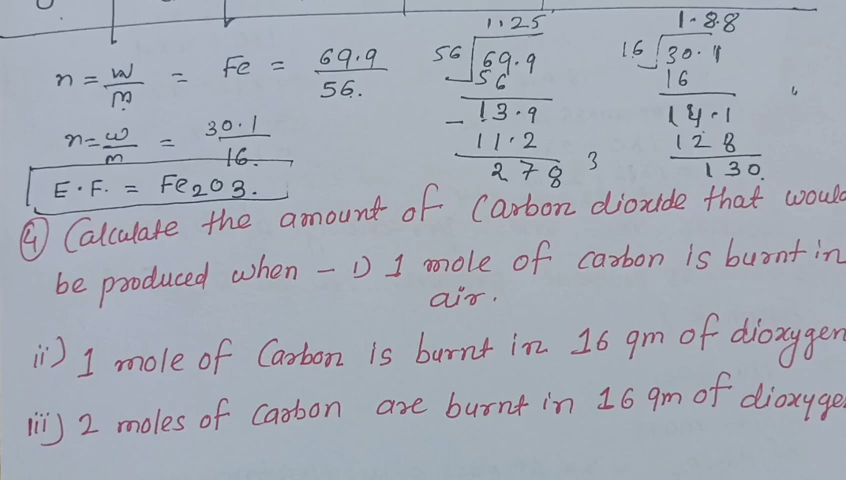 n = w/m = Fe = 69.9/56.
n = w/m = 30.1/16.
E.F. = Fe2O3.
1.25
56 69.9
56
- 13.9
11.2
278 3
1.88
16 30.1
16
14.1
128
130.
(4) Calculate the amount of Carbon dioxide that would
be produced when - i) 1 mole of carbon is burnt in
air.
ii) 1 mole of Carbon is burnt in 16 gm of dioxygen
iii) 2 moles of carbon are burnt in 16 gm of dioxyge